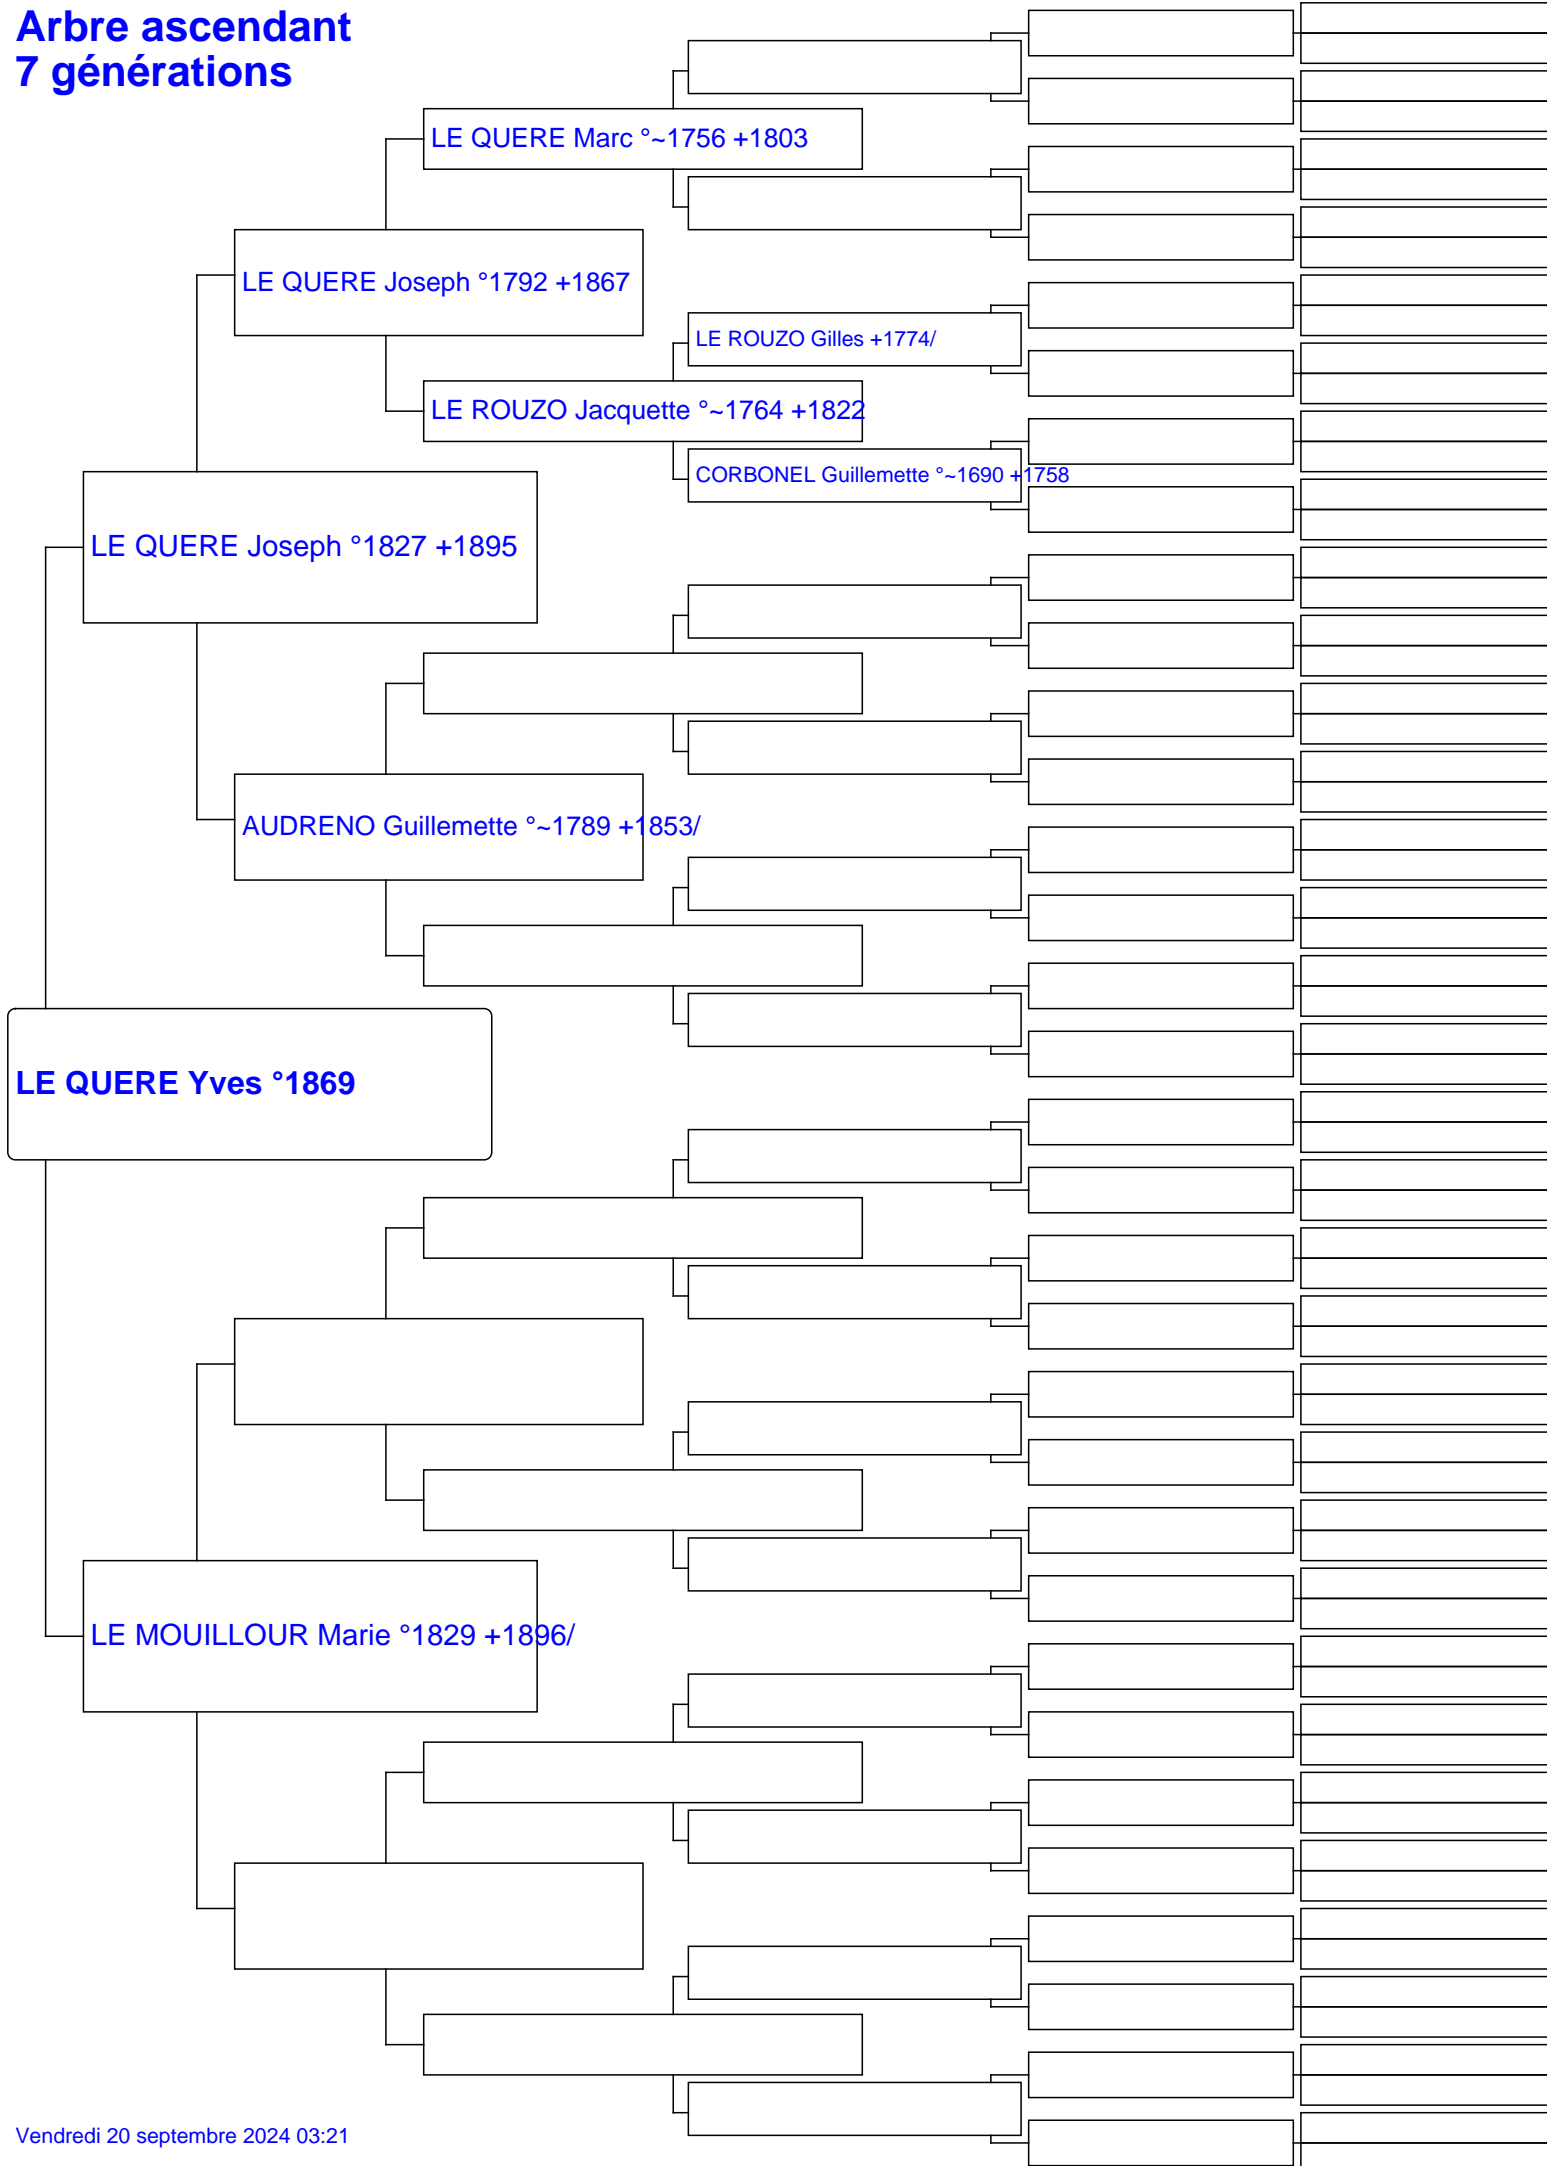 Arbre ascendant
7 générations
LE QUERE Marc °~1756 +1803
LE QUERE Joseph °1792 +1867
LE ROUZO Gilles +1774/
LE ROUZO Jacquette °~1764 +1822
CORBONEL Guillemette °~1690 +1758
LE QUERE Joseph °1827 +1895
AUDRENO Guillemette °~1789 +1853/
LE QUERE Yves °1869
LE MOUILLOUR Marie °1829 +1896/
Vendredi 20 septembre 2024 03:21